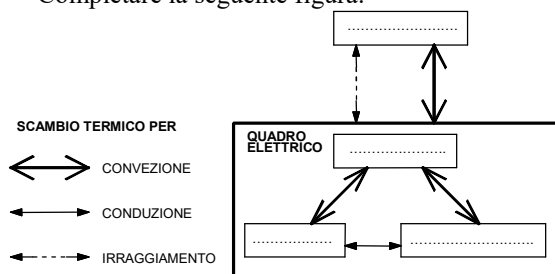 Completare la seguente figura:
........................
SCAMBIO TERMICO PER
QUADRO
ELETTRICO
........................
CONVEZIONE
CONDUZIONE
........................
........................
IRRAGGIAMENTO